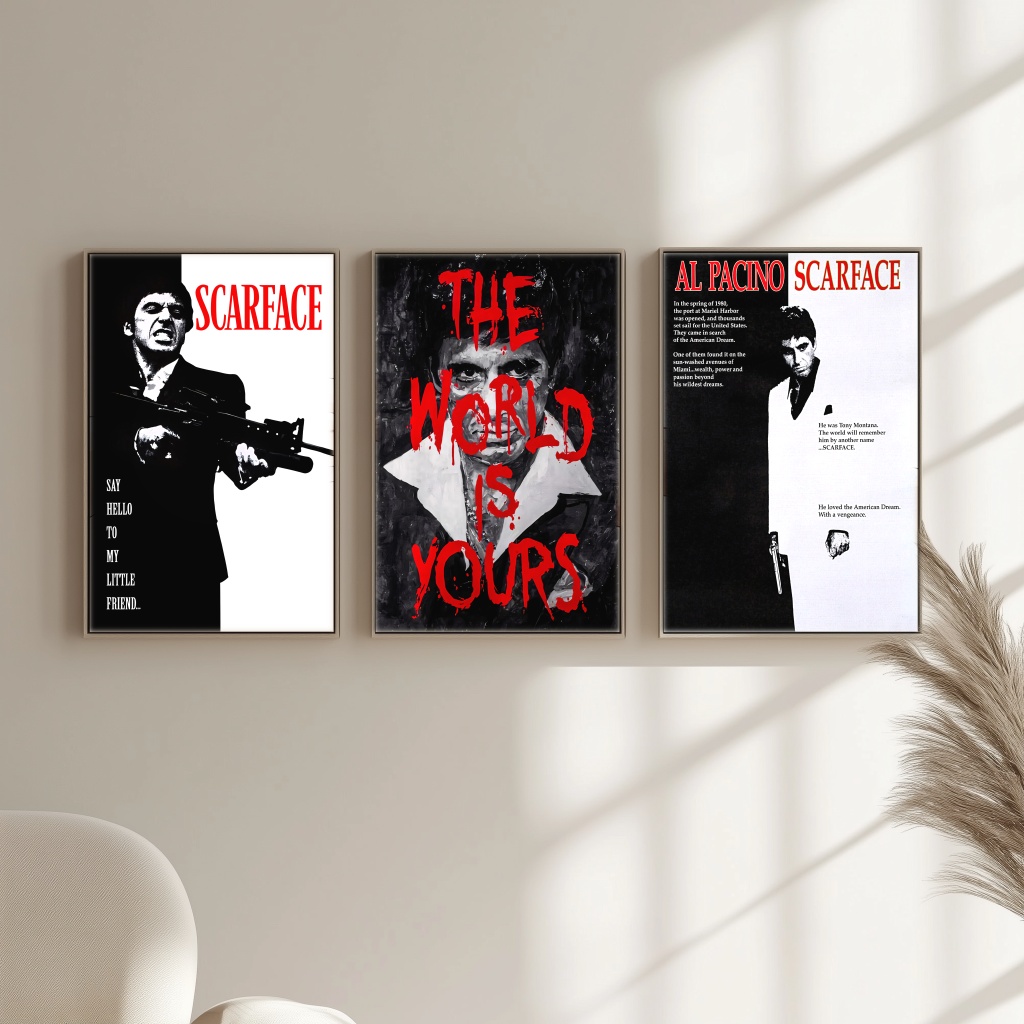 SCARFACE
SAY
HELLO
TO
MY
LITTLE
FRIEND...
THE
WORLD
IS
YOURS
AL PACINO SCARFACE
In the spring of 1980,
the port at Mariel Harbor
was opened, and thousands
set sail for the United States.
They came in search
of the American Dream.
One of them found it on the
sun-washed avenues of
Miami...wealth, power and
passion beyond
his wildest dreams.
He was Tony Montana.
The world will remember
him by another name
...SCARFACE.
He loved the American Dream.
With a vengeance.